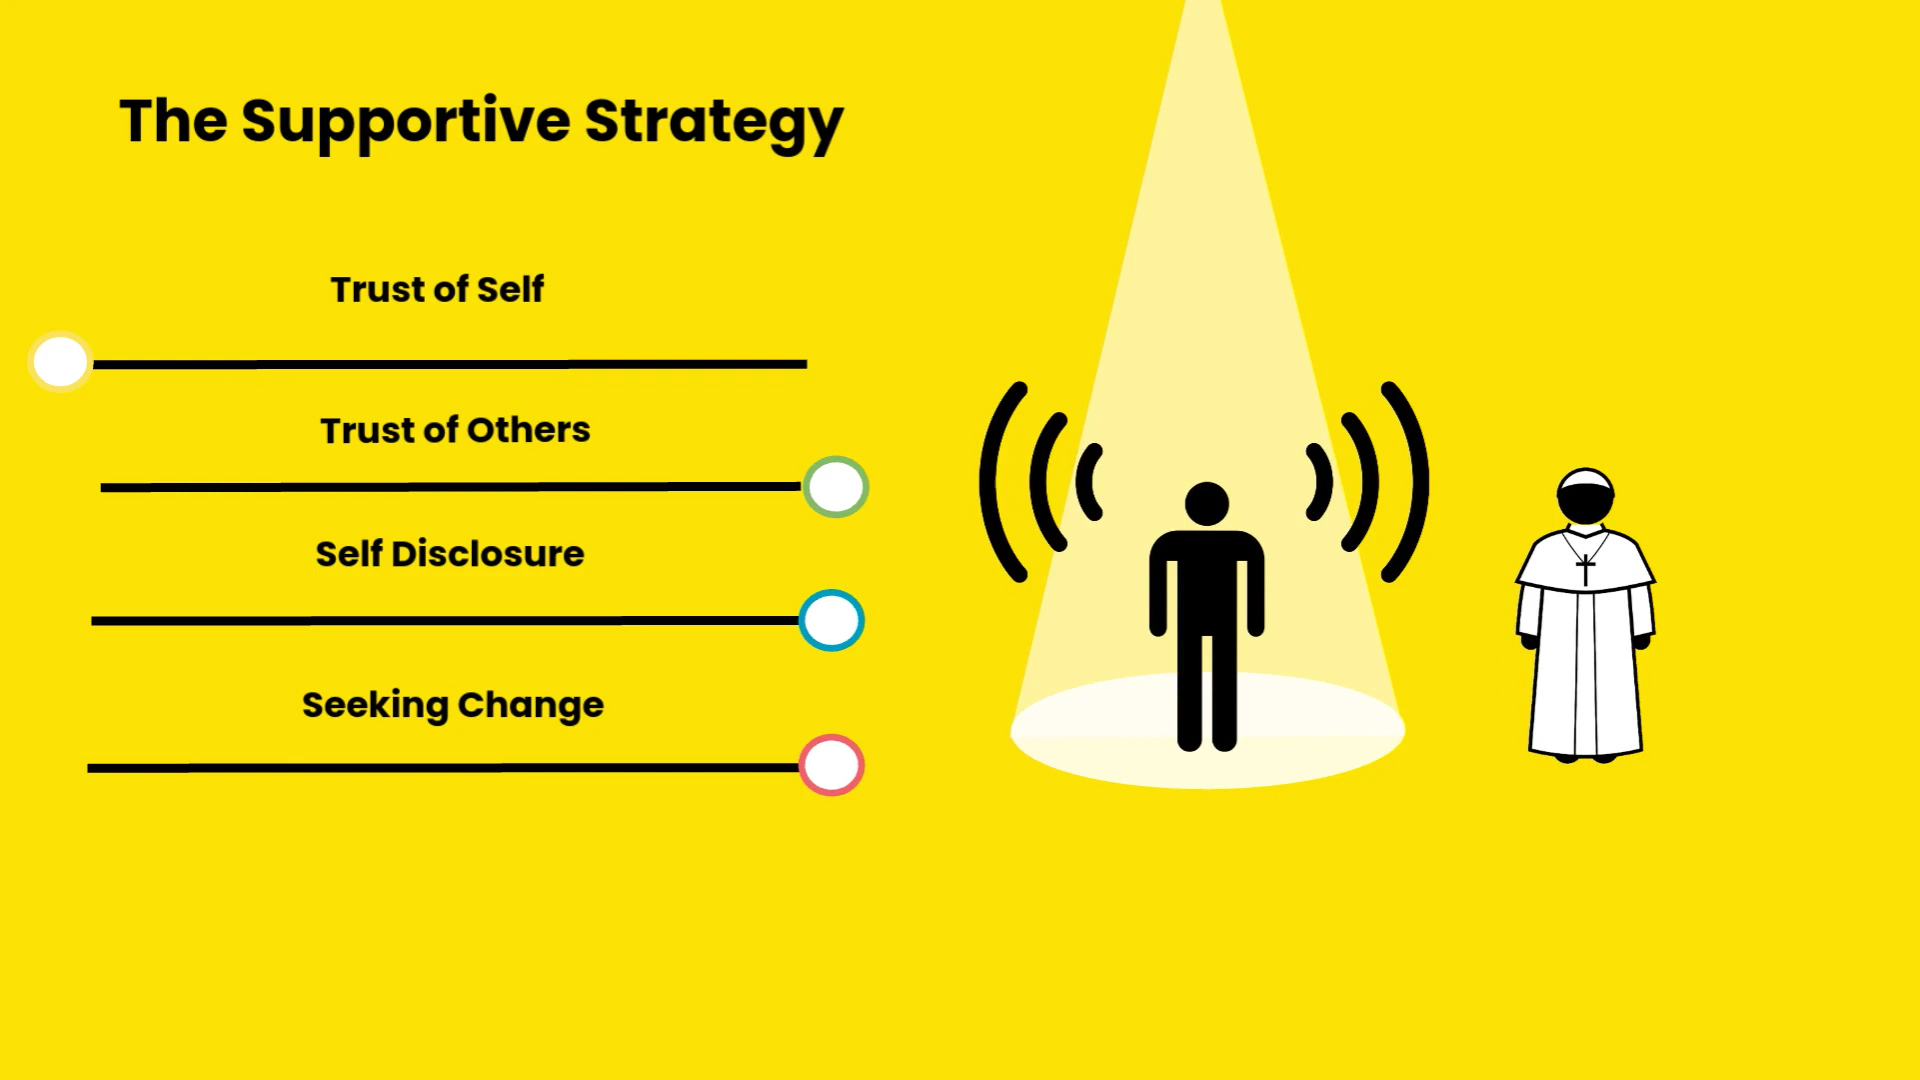 The Supportive Strategy
Trust of Self
Trust of Others
Self Disclosure
Seeking Change